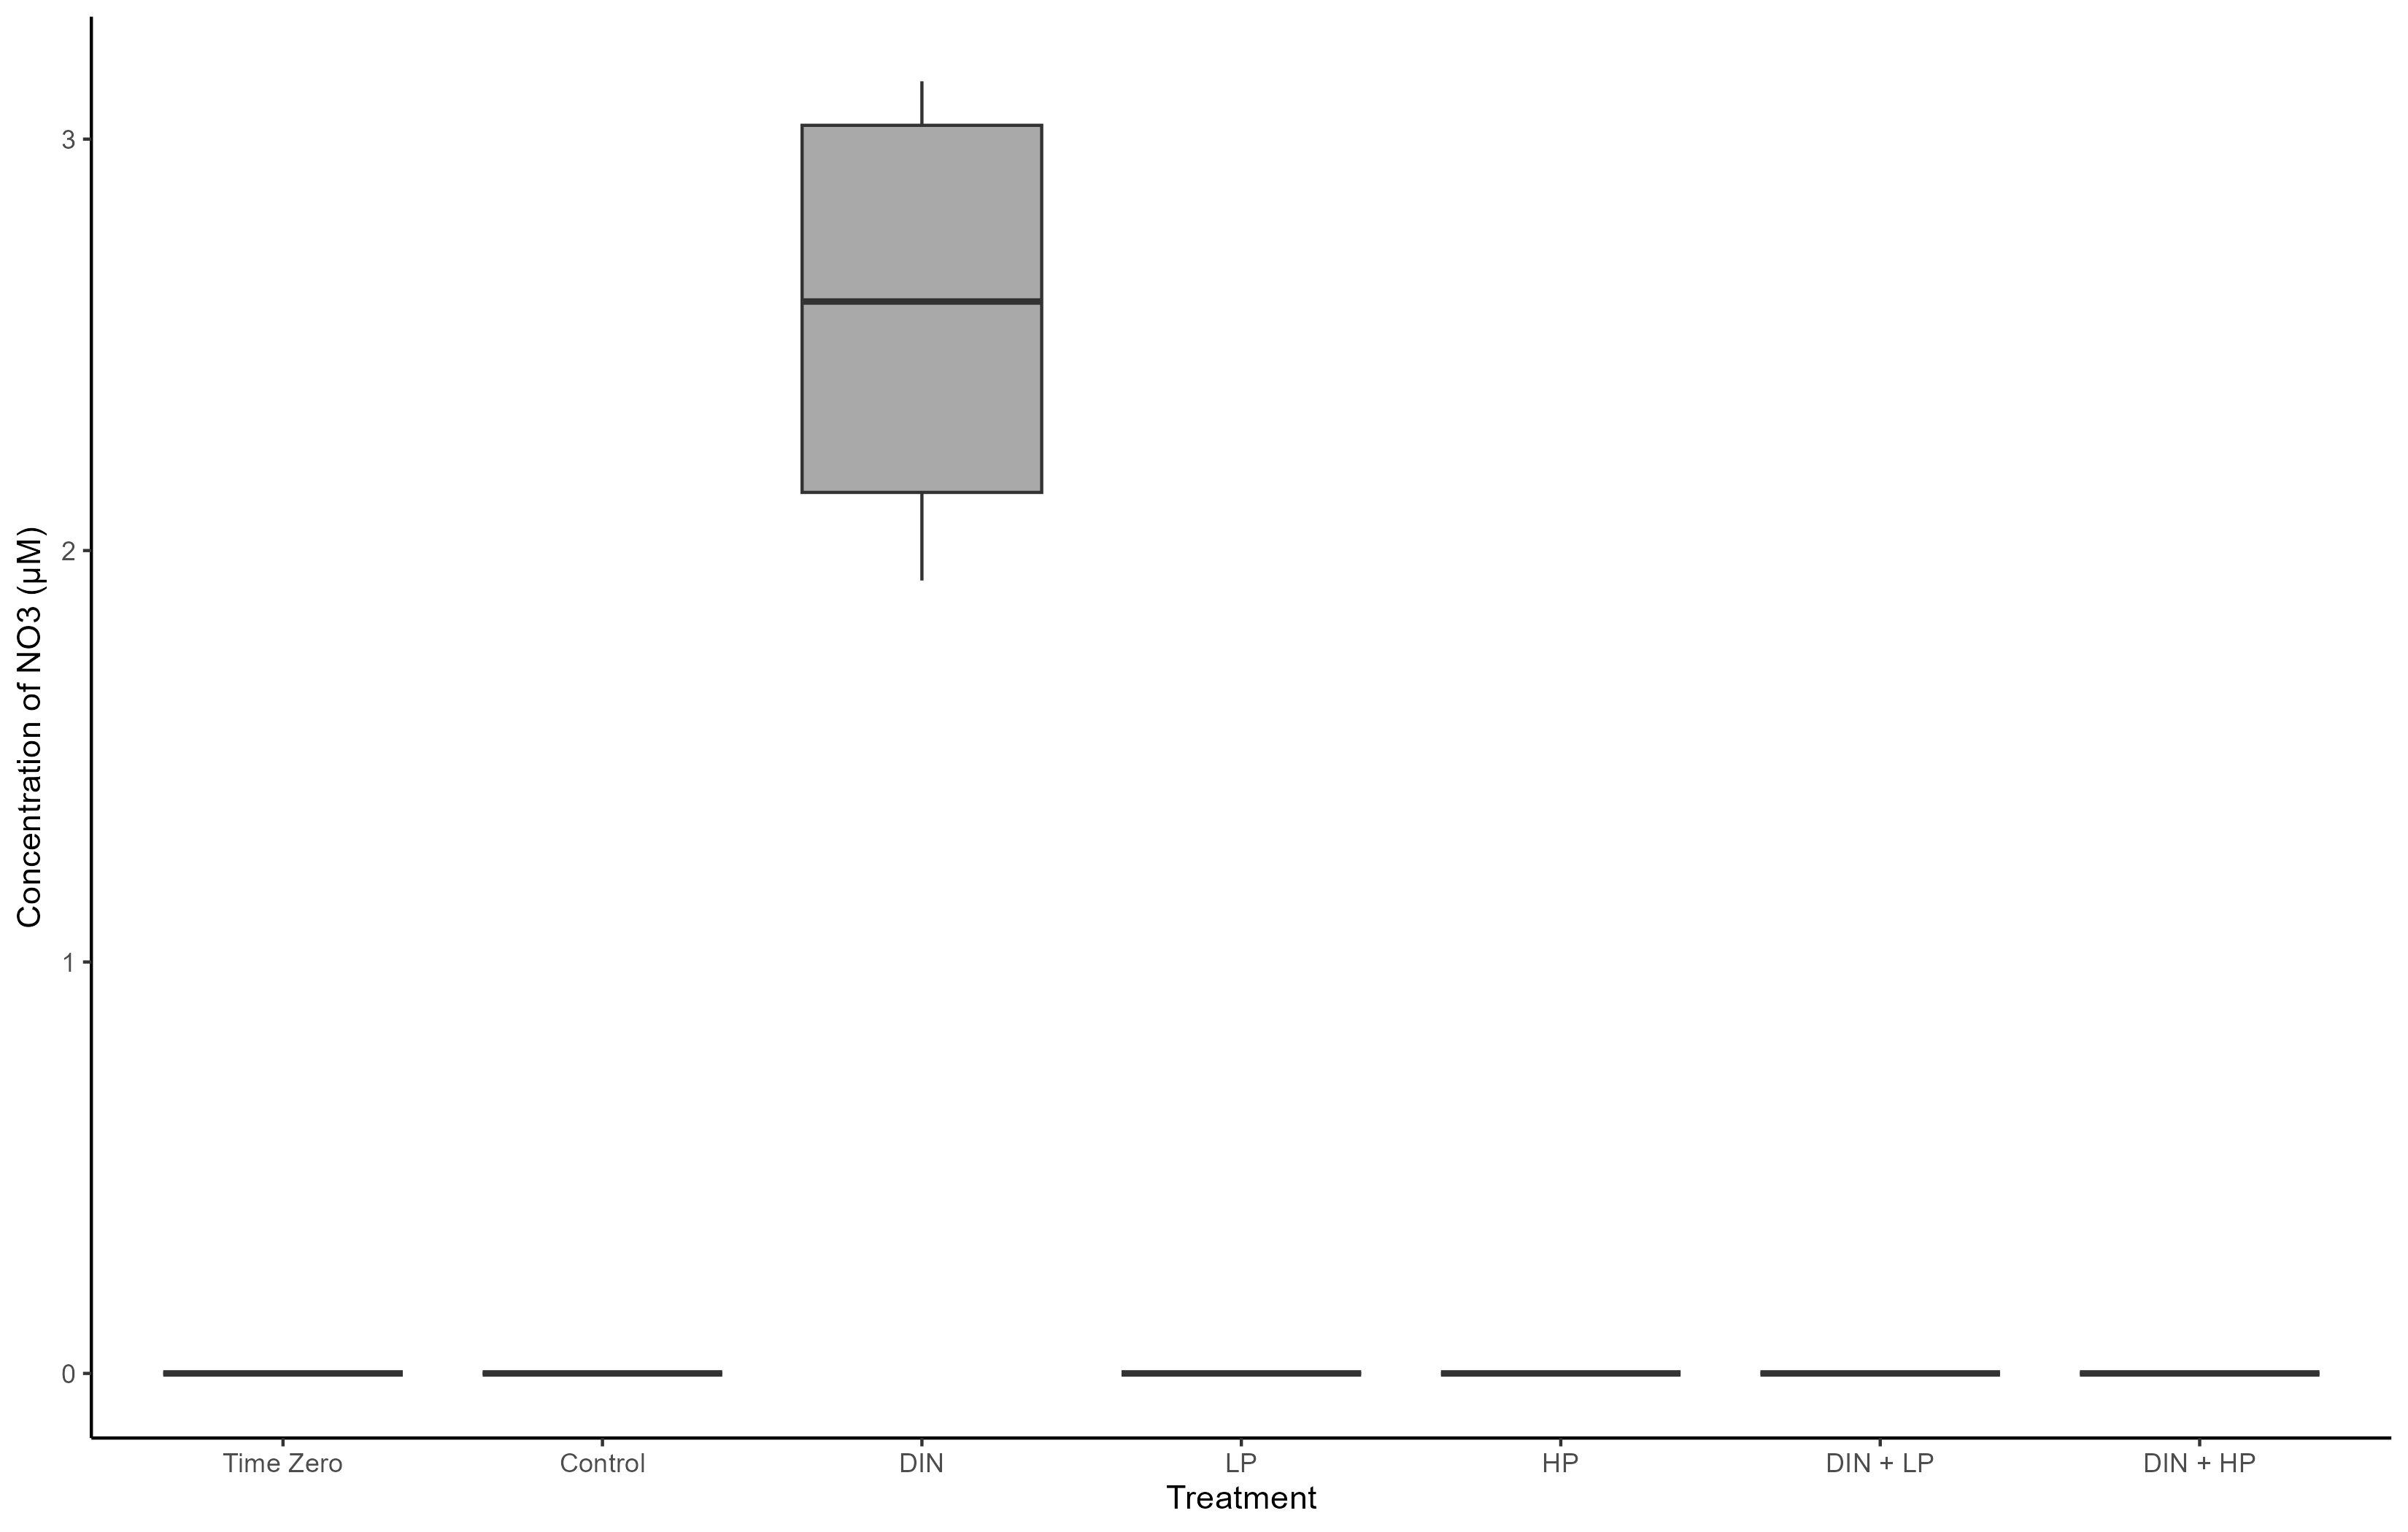 Concentration of NO3 (µM)
3
2
1
0
Time Zero Control DIN LP HP DIN + LP DIN + HP
Treatment